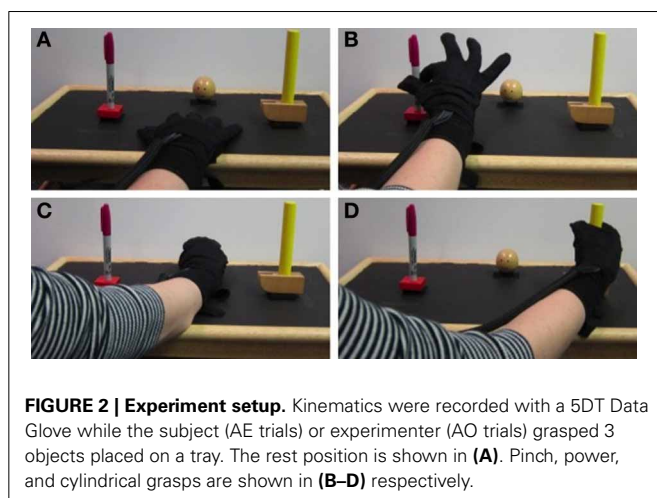 A
B
C
D
FIGURE 2 | Experiment setup. Kinematics were recorded with a 5DT Data
Glove while the subject (AE trials) or experimenter (AO trials) grasped 3
objects placed on a tray. The rest position is shown in (A). Pinch, power,
and cylindrical grasps are shown in (B–D) respectively.